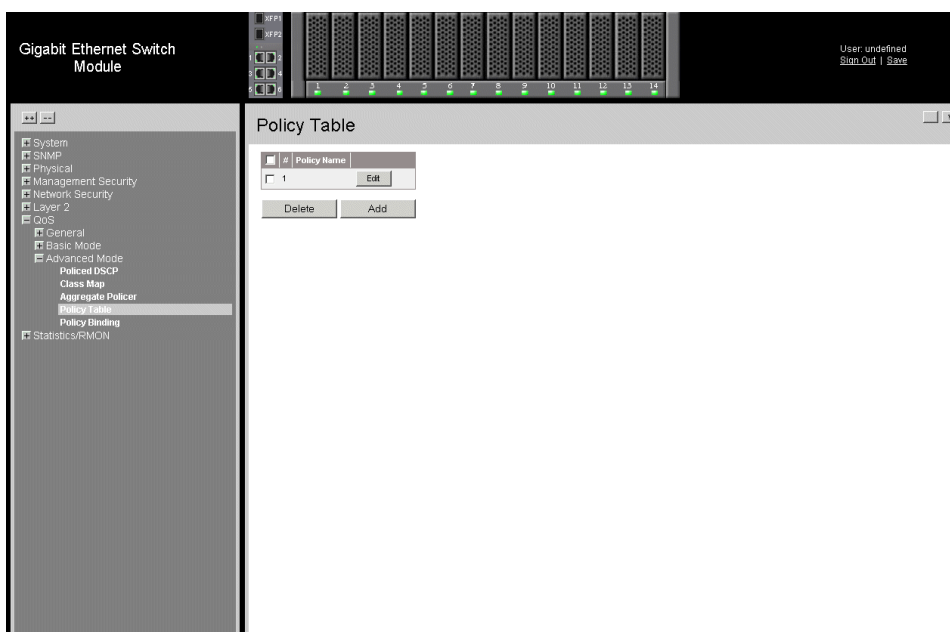 Gigabit Ethernet Switch
Module
XFP1
XFP2
1 2
3 4
5 6
1 2 3 4 5 6 7 8 9 10 11 12 13 14
User: undefined
Sign Out | Save
++ --
Policy Table
System
SNMP
Physical
Management Security
Network Security
Layer 2
QoS
General
Basic Mode
Advanced Mode
Policed DSCP
Class Map
Aggregate Policer
Policy Table
Policy Binding
Statistics/RMON
# Policy Name
1 Edit
Delete Add